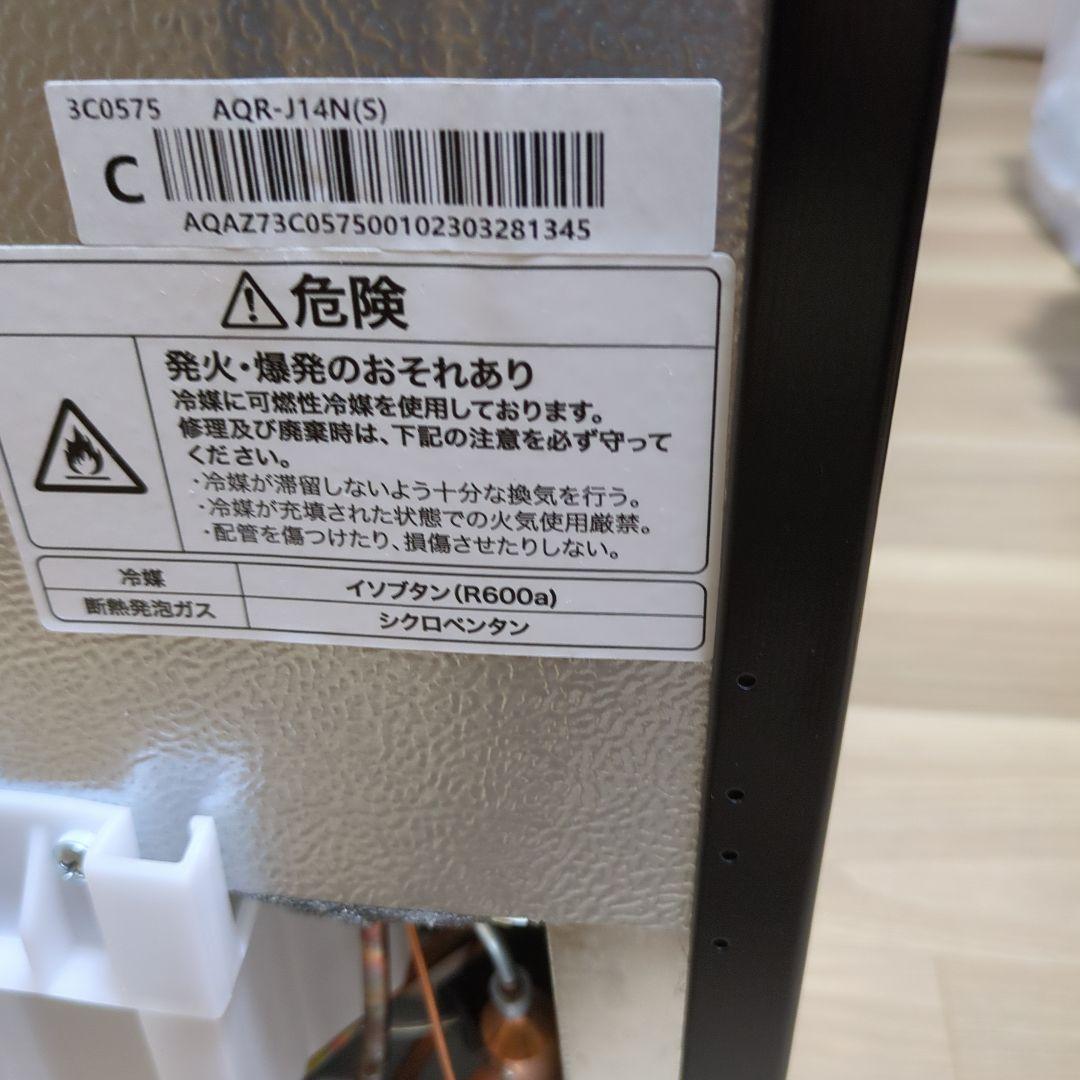 3C0575 AQR-J14N(S)
C
AQAZ73C057500102303281345
危険
発火・爆発のおそれあり
冷媒に可燃性冷媒を使用しております。
修理及び廃棄時は、下記の注意を必ず守って
ください。
・冷媒が滞留しないよう十分な換気を行う。
・冷媒が充填された状態での火気使用厳禁。
・配管を傷つけたり、損傷させたりしない。
冷媒 イソブタン(R600a)
断熱発泡ガス シクロペンタン